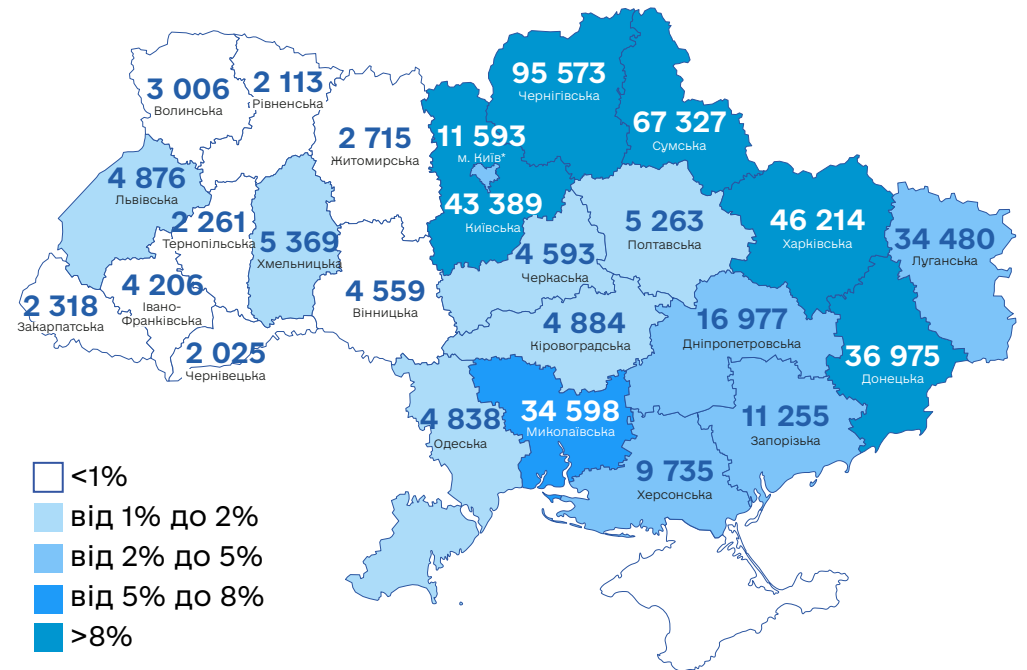 95 573
Чернігівська
3 006
Волинська
2 113
Рівненська
67 327
Сумська
2 715
Житомирська
11 593
м. Київ*
4 876
Львівська
43 389
Київська
2 261
Тернопільська
5 369
Хмельницька
5 263
Полтавська
46 214
Харківська
34 480
Луганська
4 593
Черкаська
4 206
Івано-
Франківська
4 559
Вінницька
2 318
Закарпатська
4 884
Кіровоградська
16 977
Дніпропетровська
2 025
Чернівецька
36 975
Донецька
4 838
Одеська
34 598
Миколаївська
11 255
Запорізька
9 735
Херсонська
<1%
від 1% до 2%
від 2% до 5%
від 5% до 8%
>8%